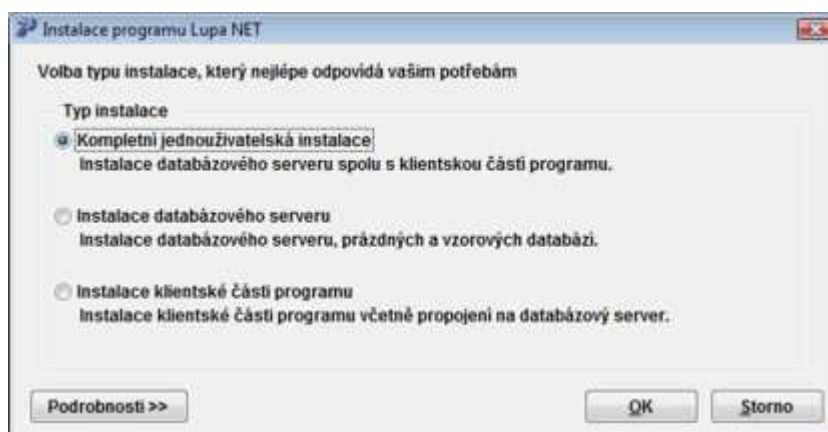 Instalace programu Lupa NET
Volba typu instalace, který nejlépe odpovídá vašim potřebám
Typ instalace
Kompletní jednouživatelská instalace
Instalace databázového serveru spolu s klientskou částí programu.
Instalace databázového serveru
Instalace databázového serveru, prázdných a vzorových databází.
Instalace klientské části programu
Instalace klientské části programu včetně propojení na databázový server.
Podrobnosti >>
OK
Storno